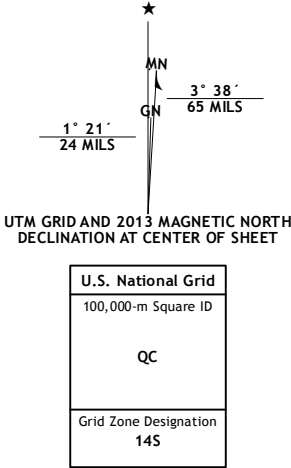 ★
MN
3° 38´
65 MILS
GN
1° 21´
24 MILS
UTM GRID AND 2013 MAGNETIC NORTH
DECLINATION AT CENTER OF SHEET
U.S. National Grid
100,000-m Square ID
QC
Grid Zone Designation
14S